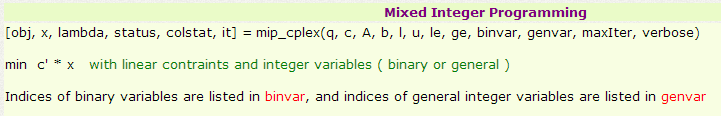 Mixed Integer Programming
[obj, x, lambda, status, colstat, it] = mip_cplex(q, c, A, b, l, u, le, ge, binvar, genvar, maxIter, verbose)
min c' * x with linear contraints and integer variables ( binary or general )
Indices of binary variables are listed in binvar, and indices of general integer variables are listed in genvar